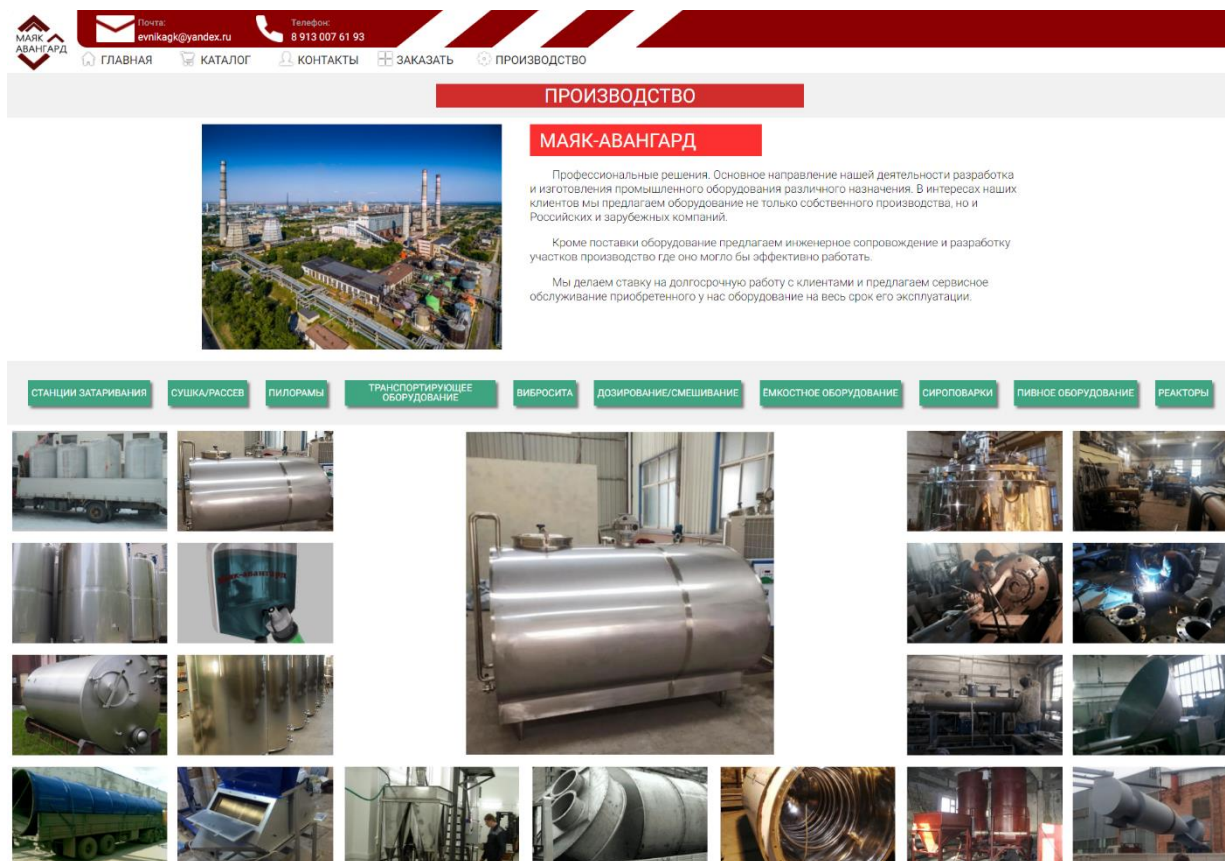 МАЯК
АВАНГАРД
Почта:
evnikagk@yandex.ru
Телефон:
8 913 007 61 93
ГЛАВНАЯ
КАТАЛОГ
КОНТАКТЫ
ЗАКАЗАТЬ
ПРОИЗВОДСТВО
ПРОИЗВОДСТВО
МАЯК-АВАНГАРД
Профессиональные решения. Основное направление нашей деятельности разработка
и изготовления промышленного оборудования различного назначения. В интересах наших
клиентов мы предлагаем оборудование не только собственного производства, но и
Российских и зарубежных компаний.
Кроме поставки оборудование предлагаем инженерное сопровождение и разработку
участков производство где оно могло бы эффективно работать.
Мы делаем ставку на долгосрочную работу с клиентами и предлагаем сервисное
обслуживание приобретенного у нас оборудование на весь срок его эксплуатации.
СТАНЦИИ ЗАТАРИВАНИЯ
СУШКА/РАССЕВ
ПИЛОРАМЫ
ТРАНСПОРТИРУЮЩЕЕ
ОБОРУДОВАНИЕ
ВИБРОСИТА
ДОЗИРОВАНИЕ/СМЕШИВАНИЕ
ЁМКОСТНОЕ ОБОРУДОВАНИЕ
СИРОПОВАРКИ
ПИВНОЕ ОБОРУДОВАНИЕ
РЕАКТОРЫ
Маяк-авангард